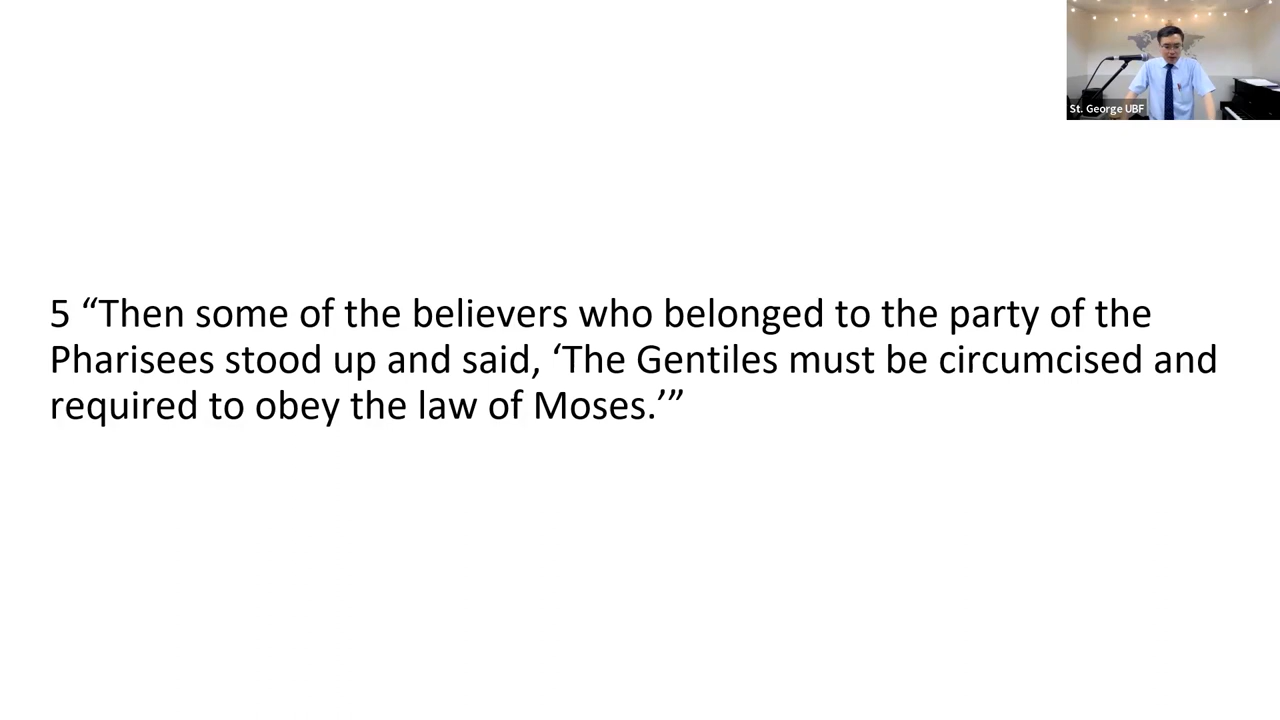 St. George UBF
5 “Then some of the believers who belonged to the party of the
Pharisees stood up and said, ‘The Gentiles must be circumcised and
required to obey the law of Moses.’”